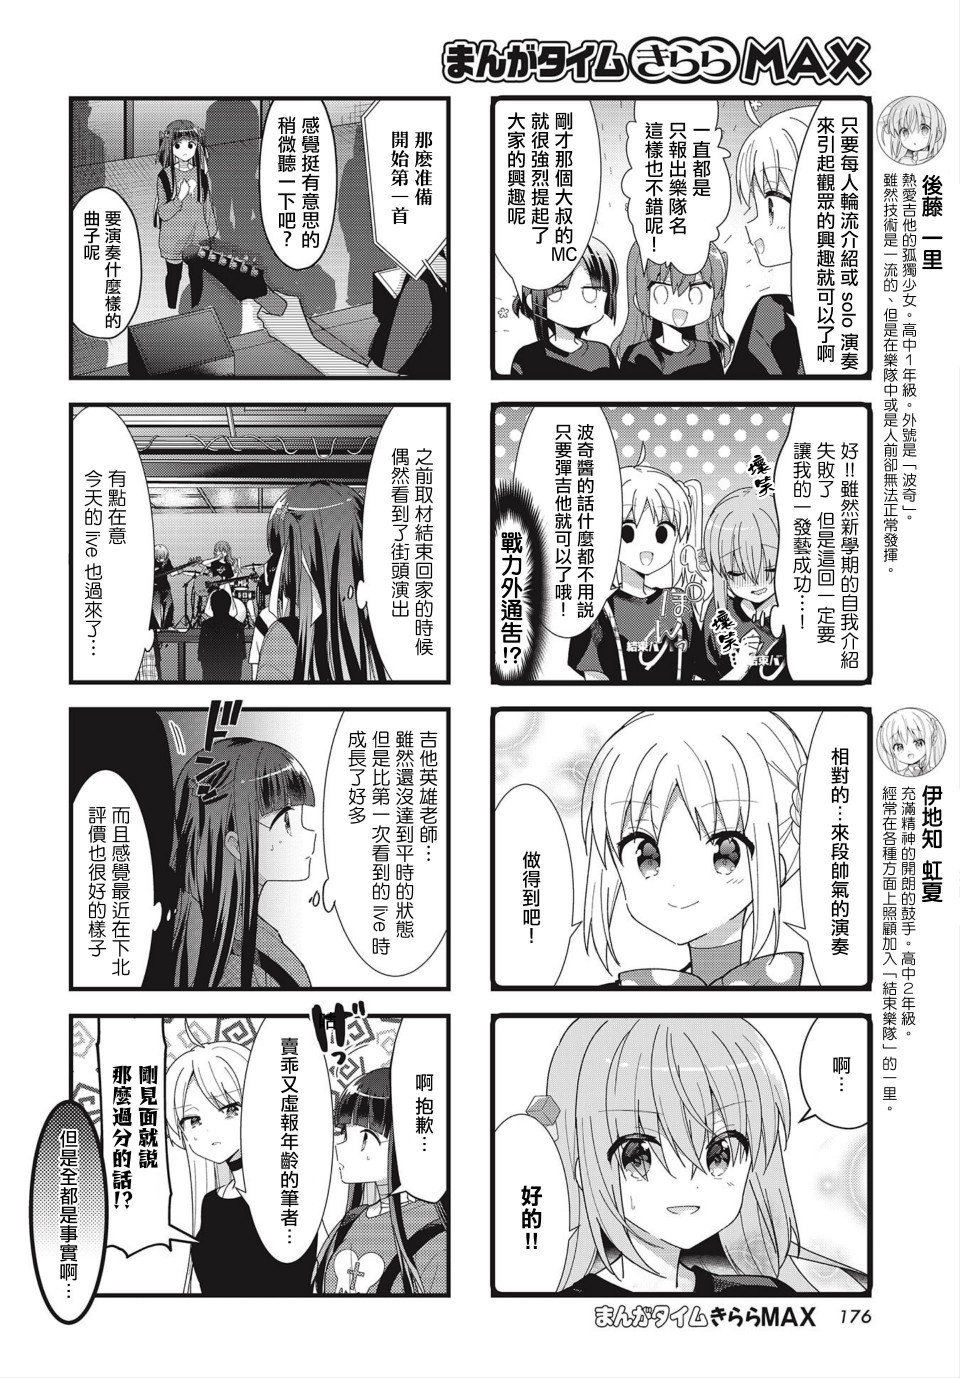 まんがタイムきららMAX
後藤 一里
熱愛吉他的孤獨少女。高中1年級。外號是「波奇」。
雖然技術是一流的、但是在樂隊中或是人前卻無法正常發揮。
只要每人輪流介紹或 solo 演奏
來引起觀眾的興趣就可以了啊
一直都是
只報出樂隊名
這樣也不錯呢！
剛才那個大叔的MC
就很強烈提起了
大家的興趣呢
好!!雖然新學期的自我介紹
失敗了 但是這回一定要
讓我的一發藝成功…！
壞笑
壞笑…
波奇醬的話什麼都不用說
只要彈吉他就可以了哦！
戰力外通告!?
結束バ
伊地知 虹夏
充滿精神的開朗的鼓手。高中2年級。
經常在各種方面上照顧加入「結束樂隊」的一里。
相對的…來段帥氣的演奏
做得到吧！
啊…
好的!!
那麼准備
開始第一首
感覺挺有意思的
稍微聽一下吧？
要演奏什麼樣的
曲子呢
之前取材結束回家的時候
偶然看到了街頭演出
有點在意
今天的 live 也過來了…
吉他英雄老師…
雖然還沒達到平時的狀態
但是比第一次看到的 live 時
成長了好多
而且感覺最近在下北
評價也很好的樣子
啊 抱歉…
げっ
賣乖又虛報年齡的筆者…
剛見面就說
那麼過分的話!?
但是全都是事實啊…
まんがタイムきららMAX 176